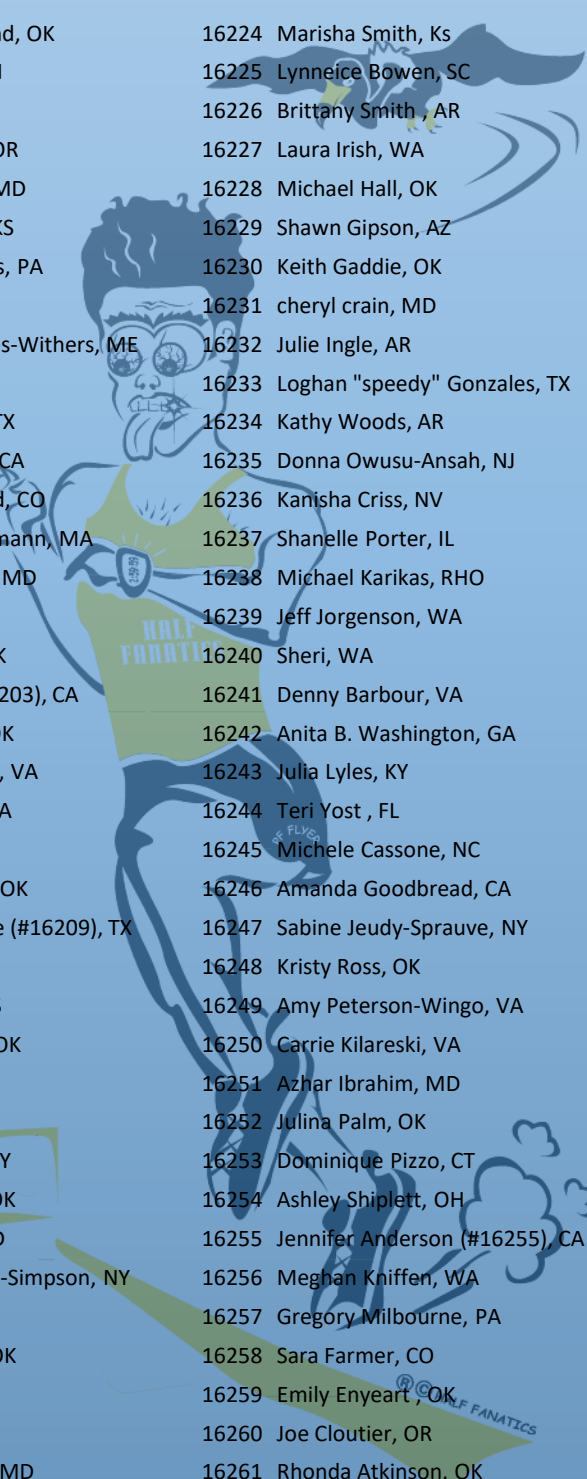 d, OK
OR
MD
KS
s, PA
s-Withers, ME
TX
CA
d, CO
mann, MA
MD
K
203), CA
OK
, VA
A
OK
e (#16209), TX
S
OK
Y
OK
D
-Simpson, NY
OK
MD
16224 Marisha Smith, Ks
16225 Lynneice Bowen, SC
16226 Brittany Smith , AR
16227 Laura Irish, WA
16228 Michael Hall, OK
16229 Shawn Gipson, AZ
16230 Keith Gaddie, OK
16231 cheryl crain, MD
16232 Julie Ingle, AR
16233 Loghan "speedy" Gonzales, TX
16234 Kathy Woods, AR
16235 Donna Owusu-Ansah, NJ
16236 Kanisha Criss, NV
16237 Shanelle Porter, IL
16238 Michael Karikas, RHO
16239 Jeff Jorgenson, WA
16240 Sheri, WA
16241 Denny Barbour, VA
16242 Anita B. Washington, GA
16243 Julia Lyles, KY
16244 Teri Yost , FL
16245 Michele Cassone, NC
16246 Amanda Goodbread, CA
16247 Sabine Jeudy-Sprauve, NY
16248 Kristy Ross, OK
16249 Amy Peterson-Wingo, VA
16250 Carrie Kilareski, VA
16251 Azhar Ibrahim, MD
16252 Julina Palm, OK
16253 Dominique Pizzo, CT
16254 Ashley Shiplett, OH
16255 Jennifer Anderson (#16255), CA
16256 Meghan Kniffen, WA
16257 Gregory Milbourne, PA
16258 Sara Farmer, CO
16259 Emily Enyeart , OK
16260 Joe Cloutier, OR
16261 Rhonda Atkinson, OK
1:59:59
HALF
FANATICS
PF FLYER
® © HALF FANATICS